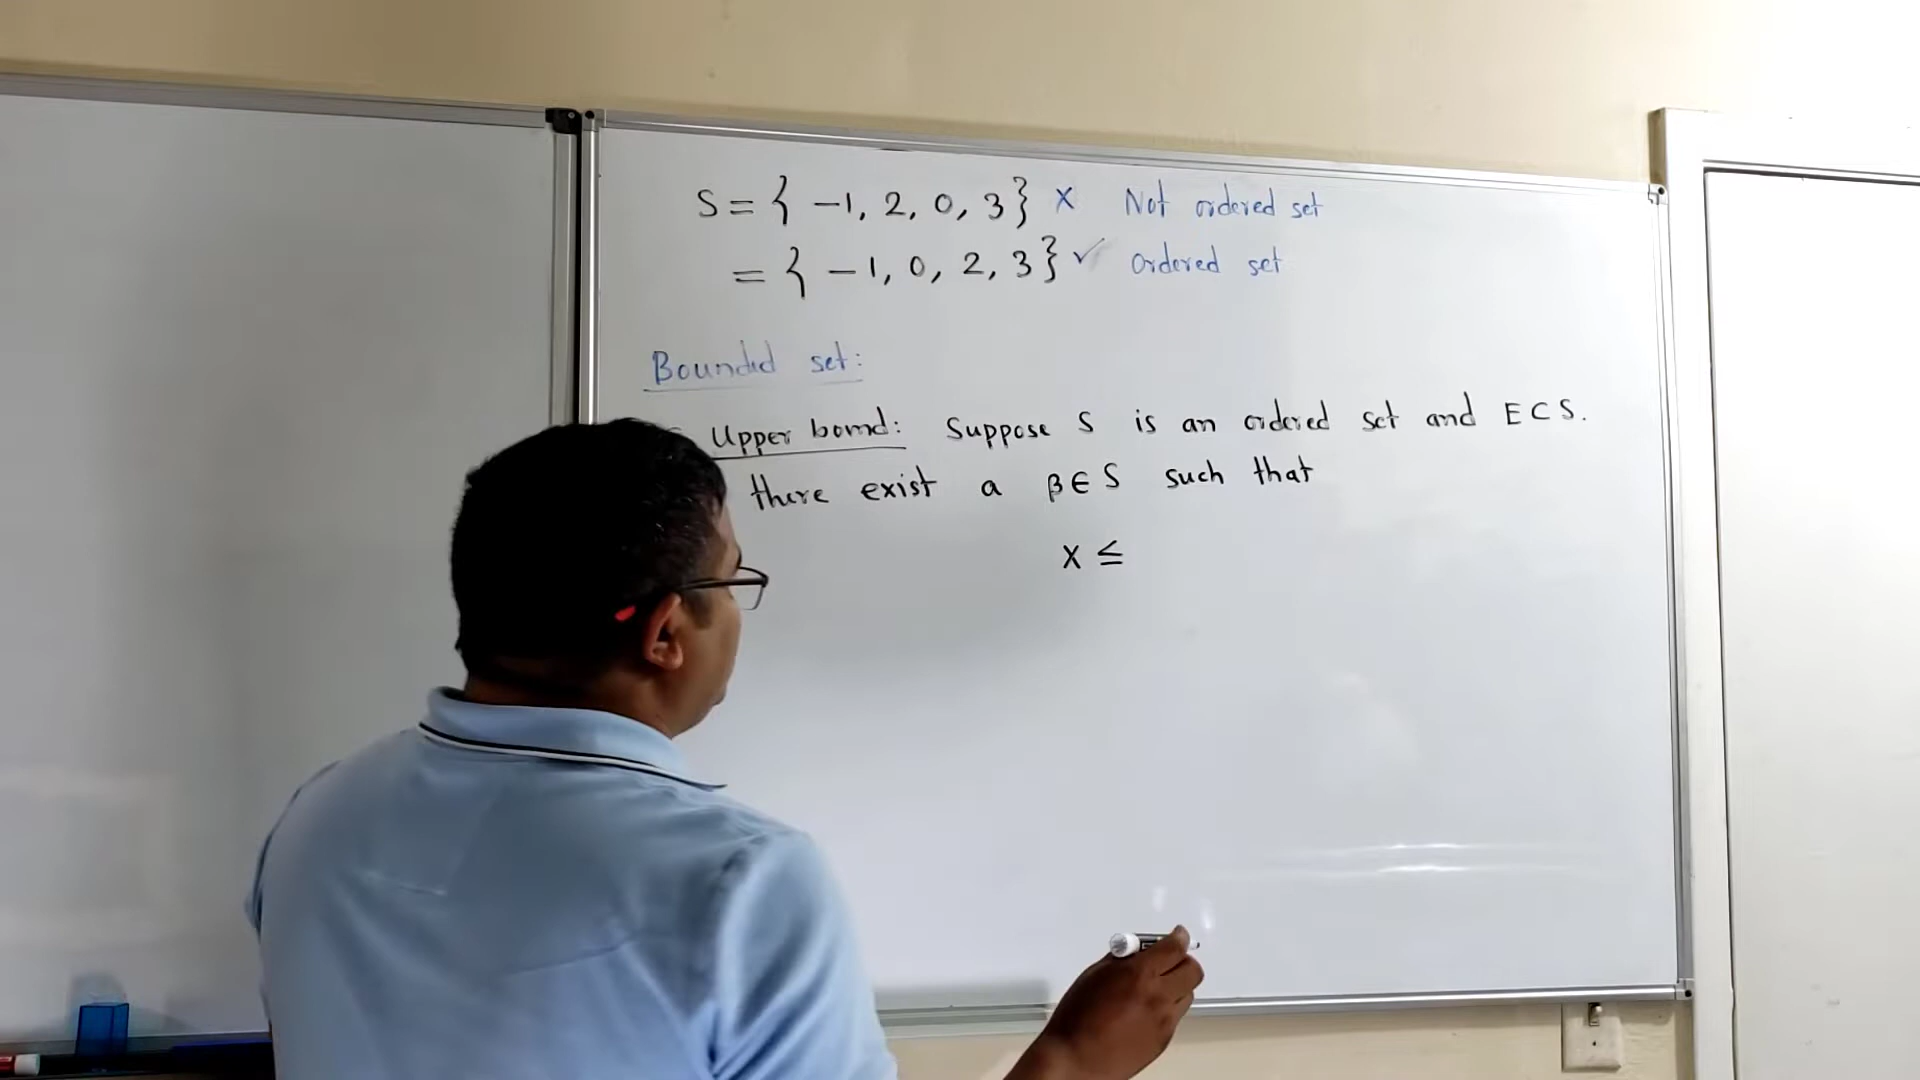 S = { -1, 2, 0, 3} x Not ordered set
= { -1, 0, 2, 3} ✓ ordered set
Bounded set:
Upper bound: Suppose S is an ordered set and E ⊂ S.
there exist a β ∈ S such that
x ≤